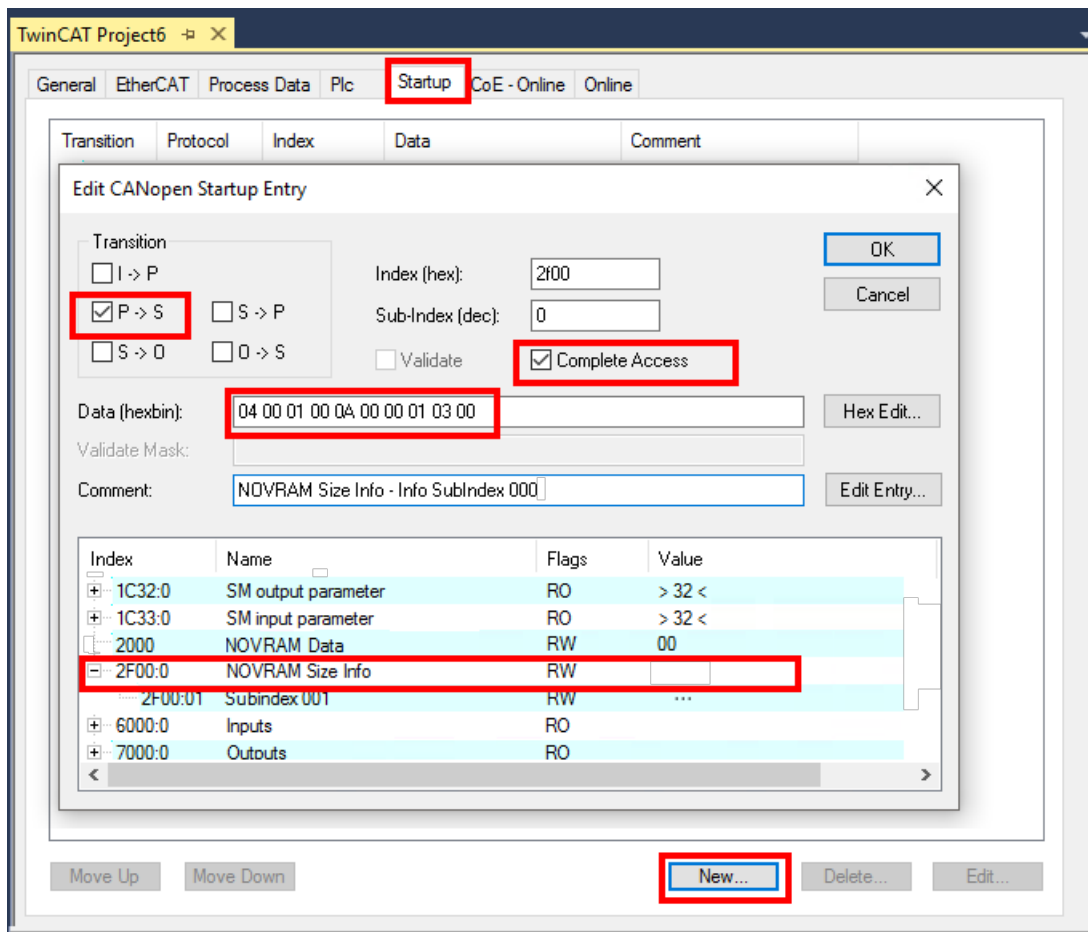 TwinCAT Project6
General EtherCAT Process Data Plc Startup CoE - Online Online
Transition Protocol Index Data Comment
Edit CANopen Startup Entry
Transition
I -> P
P -> S
S -> P
S -> O
O -> S
Index (hex): 2f00
Sub-Index (dec): 0
Validate
Complete Access
OK
Cancel
Data (hexbin): 04 00 01 00 0A 00 00 01 03 00
Hex Edit...
Validate Mask:
Comment: NOVRAM Size Info - Info SubIndex 000
Edit Entry...
Index Name Flags Value
1C32:0 SM output parameter RO > 32 <
1C33:0 SM input parameter RO > 32 <
2000 NOVRAM Data RW 00
2F00:0 NOVRAM Size Info RW
2F00:01 Subindex 001 RW ...
6000:0 Inputs RO
7000:0 Outputs RO
Move Up Move Down New... Delete... Edit...